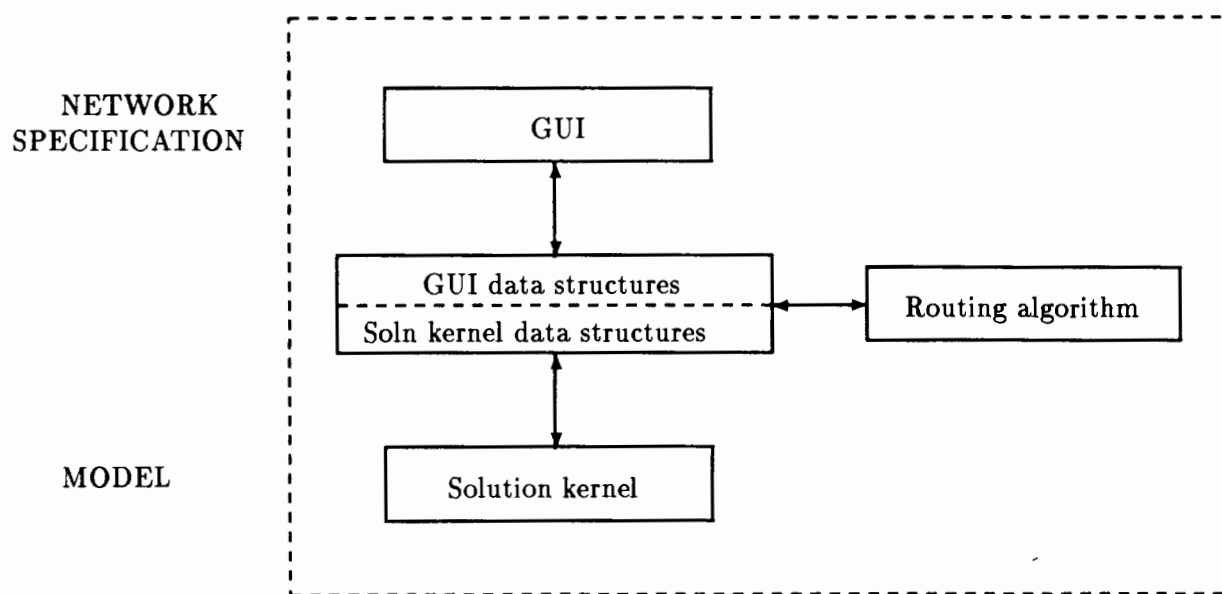 NETWORK
SPECIFICATION
GUI
GUI data structures
Soln kernel data structures
Routing algorithm
MODEL
Solution kernel